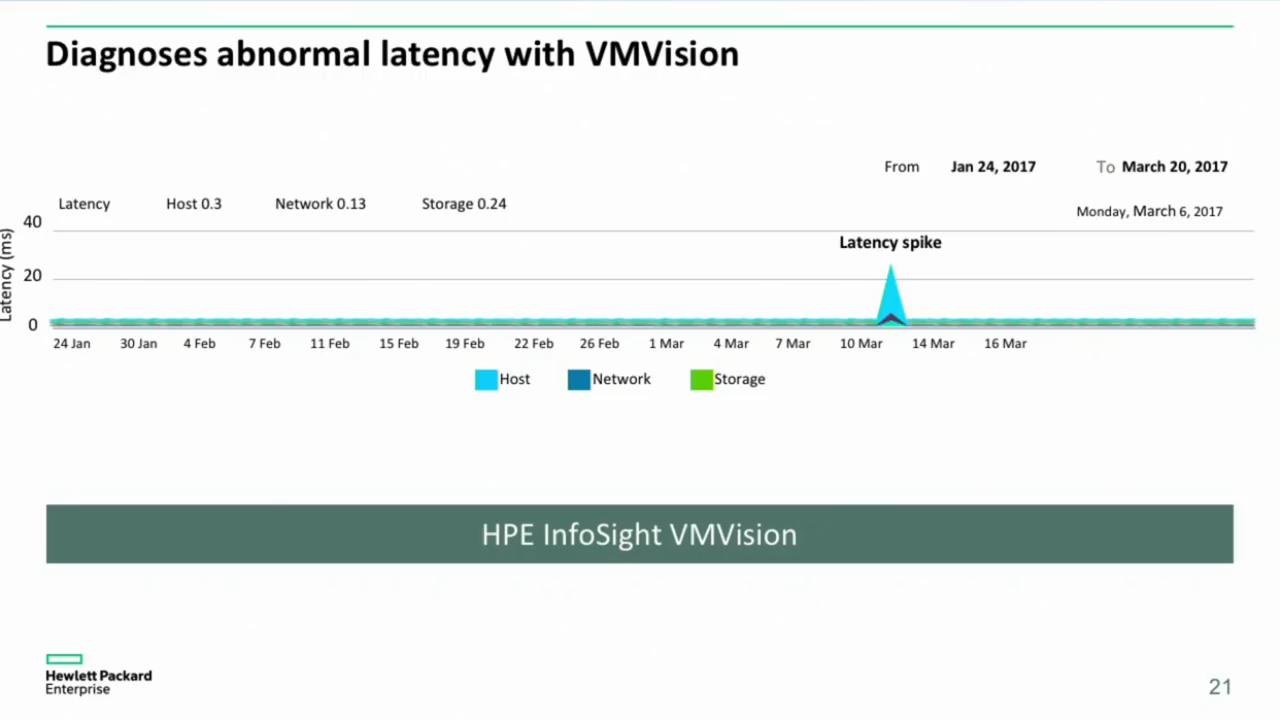 Diagnoses abnormal latency with VMVision
From Jan 24, 2017 To March 20, 2017
Latency Host 0.3 Network 0.13 Storage 0.24
Monday, March 6, 2017
Latency (ms)
40
20
0
Latency spike
24 Jan 30 Jan 4 Feb 7 Feb 11 Feb 15 Feb 19 Feb 22 Feb 26 Feb 1 Mar 4 Mar 7 Mar 10 Mar 14 Mar 16 Mar
Host Network Storage
HPE InfoSight VMVision
Hewlett Packard
Enterprise
21